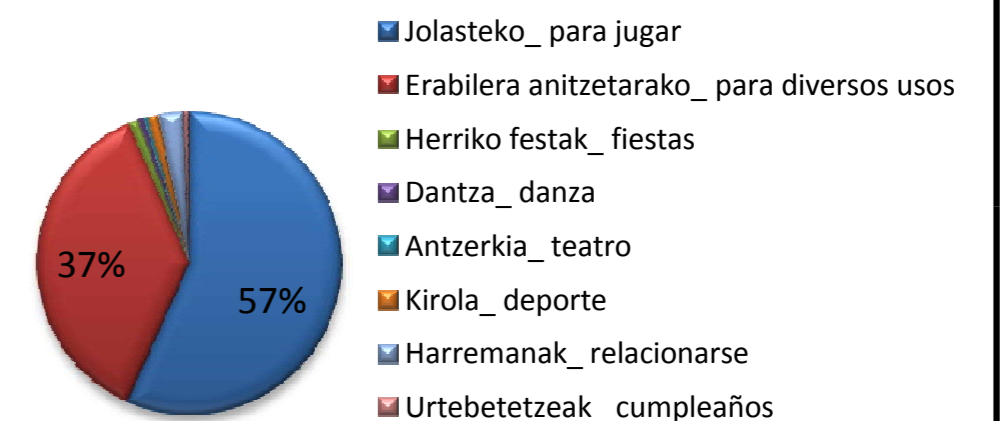 Jolasteko_ para jugar
Erabilera anitzetarako_ para diversos usos
Herriko festak_ fiestas
Dantza_ danza
Antzerkia_ teatro
Kirola_ deporte
Harremanak_ relacionarse
Urtebetetzeak cumpleaños
37%
57%